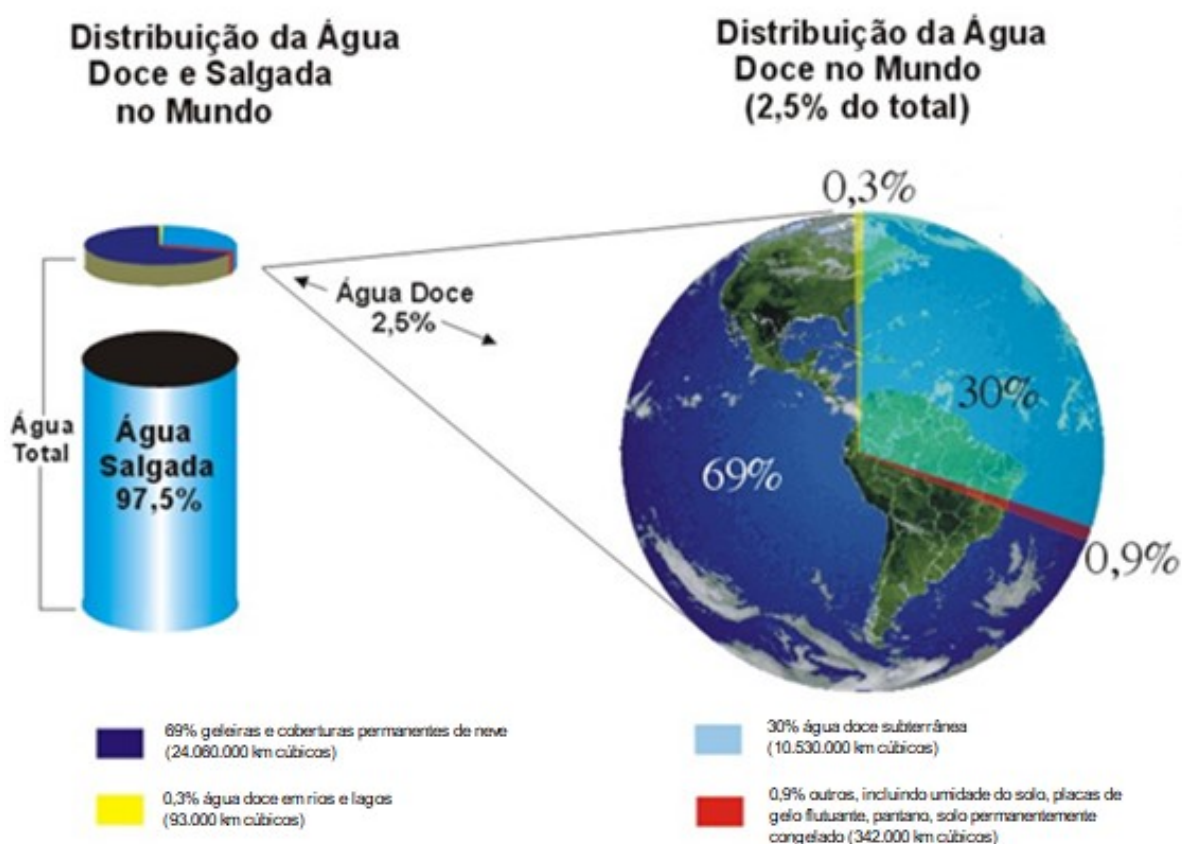 Distribuição da Água
Doce e Salgada
no Mundo
Distribuição da Água
Doce no Mundo
(2,5% do total)
0,3%
Água Doce
2,5%
Água
Total
Água
Salgada
97,5%
30%
69%
0,9%
69% geleiras e coberturas permanentes de neve
(24.060.000 km cúbicos)
0,3% água doce em rios e lagos
(93.000 km cúbicos)
30% água doce subterrânea
(10.530.000 km cúbicos)
0,9% outros, incluindo umidade do solo, placas de
gelo flutuante, pantano, solo permanentemente
congelado (342.000 km cúbicos)